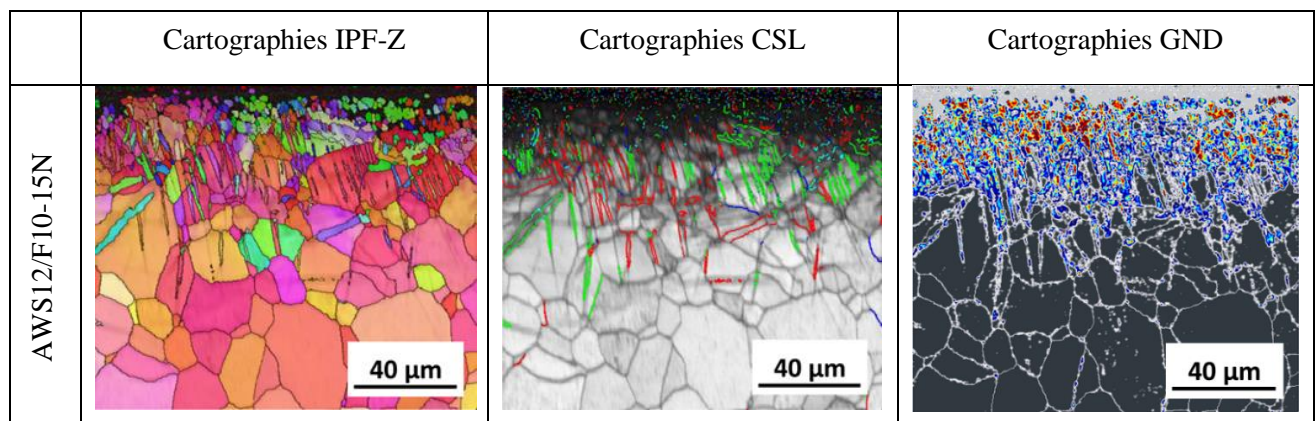 Cartographies IPF-Z
Cartographies CSL
Cartographies GND
AWS12/F10-15N
40 µm
40 µm
40 µm